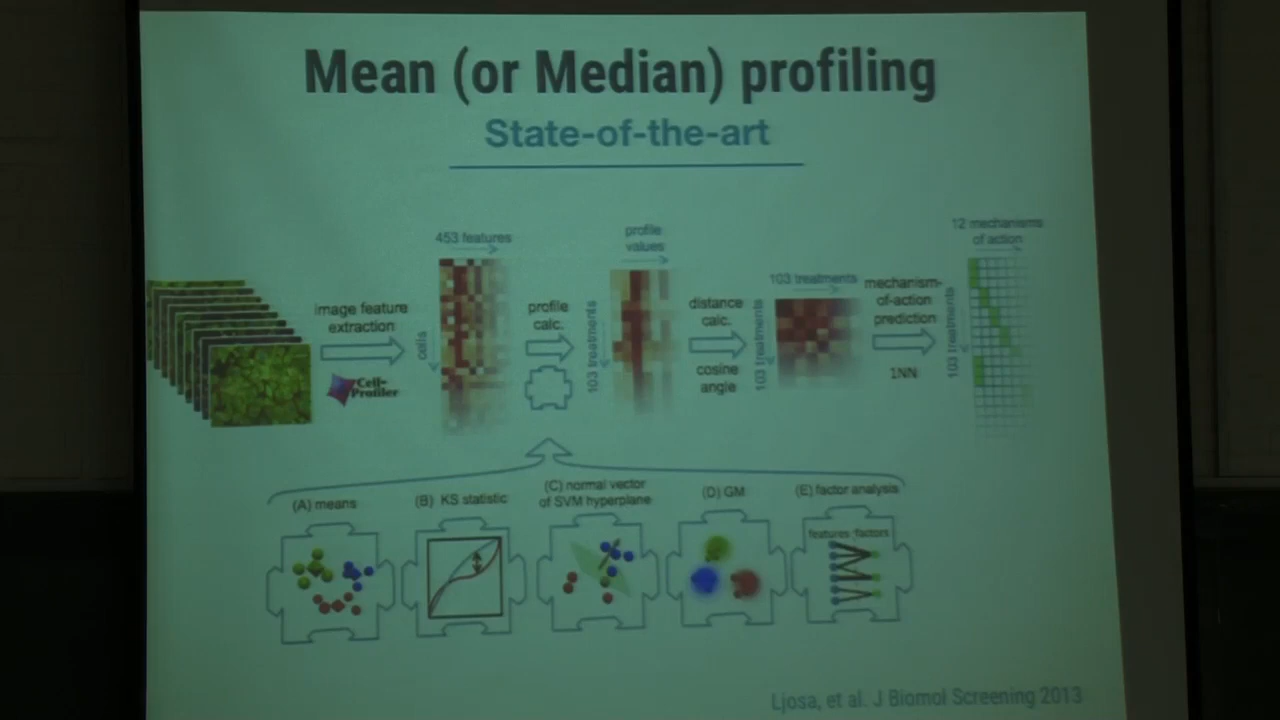 Mean (or Median) profiling
State-of-the-art
453 features
profile
values
12 mechanisms
of action
103 treatments
image feature
extraction
Cell-
Profiler
cells
profile
calc.
103 treatments
distance
calc.
cosine
angle
103 treatments
mechanism-
of-action
prediction
1NN
103 treatments
(A) means
(B) KS statistic
(C) normal vector
of SVM hyperplane
(D) GM
(E) factor analysis
features factors
Ljosa, et al. J Biomol Screening 2013